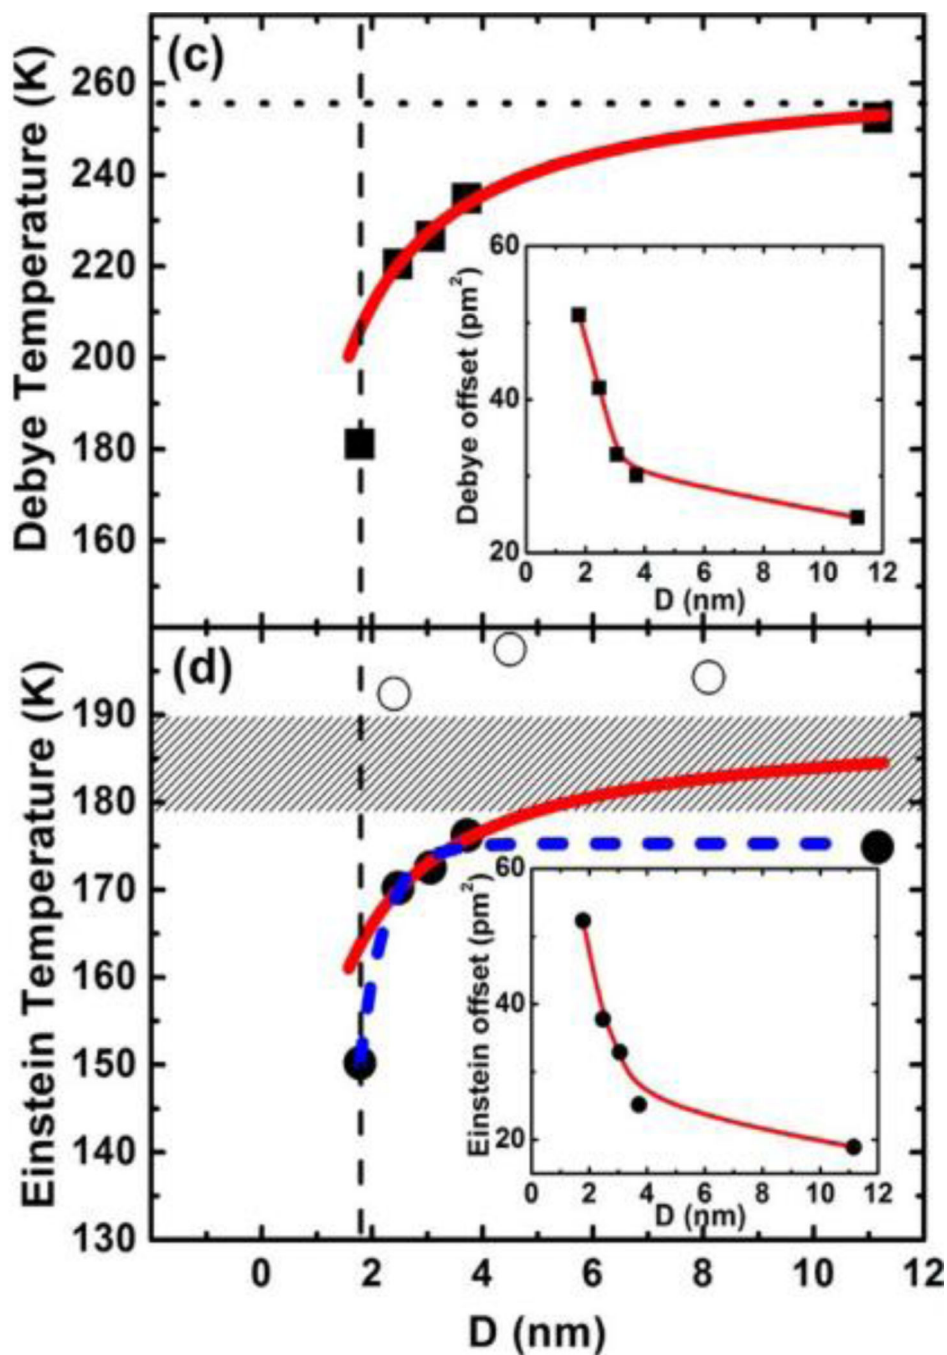 (c)
Debye Temperature (K)
260
240
220
200
180
160
Debye offset (pm²)
60
40
20
0 2 4 6 8 10 12
D (nm)
(d)
Einstein Temperature (K)
190
180
170
160
150
140
130
Einstein offset (pm²)
60
40
20
0 2 4 6 8 10 12
D (nm)
0 2 4 6 8 10 12
D (nm)